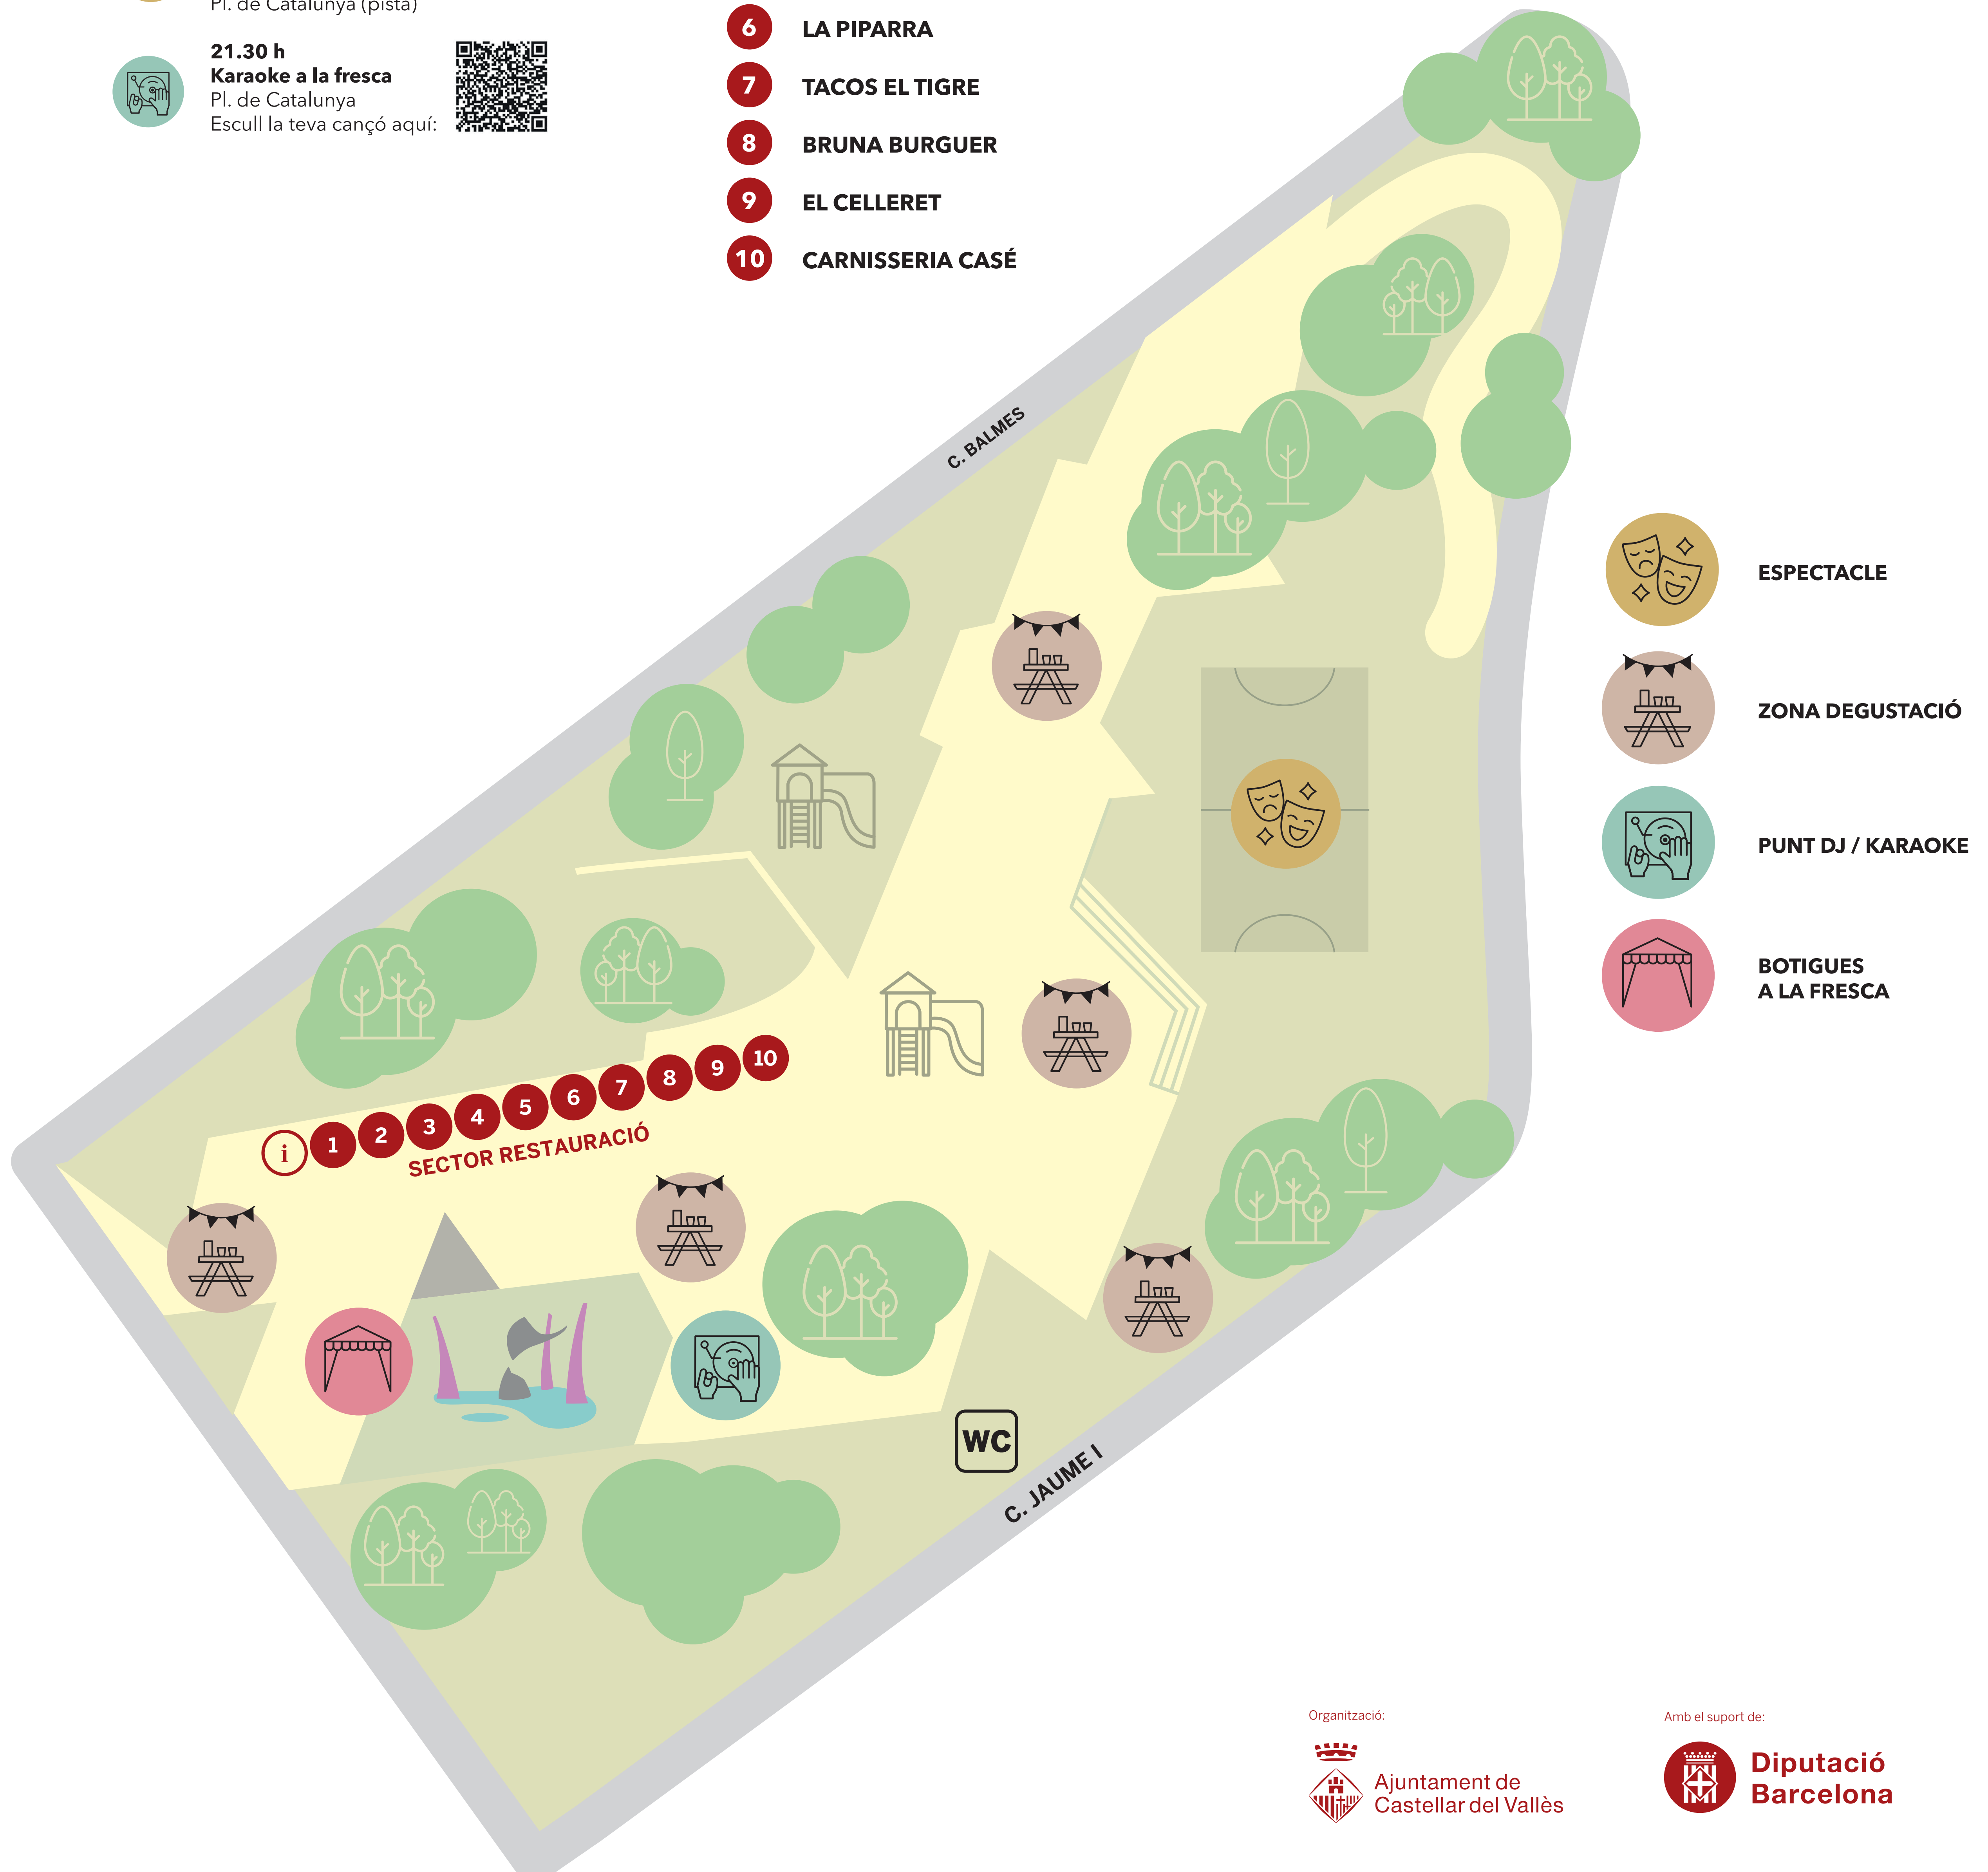 Pl. de Catalunya (pista)
21.30 h
Karaoke a la fresca
Pl. de Catalunya
Escull la teva cançó aquí:
6 LA PIPARRA
7 TACOS EL TIGRE
8 BRUNA BURGUER
9 EL CELLERET
10 CARNISSERIA CASÉ
C. BALMES
ESPECTACLE
ZONA DEGUSTACIÓ
PUNT DJ / KARAOKE
BOTIGUES
A LA FRESCA
i 1 2 3 4 5 6 7 8 9 10
SECTOR RESTAURACIÓ
WC
C. JAUME I
Organització:
Ajuntament de
Castellar del Vallès
Amb el suport de:
Diputació
Barcelona